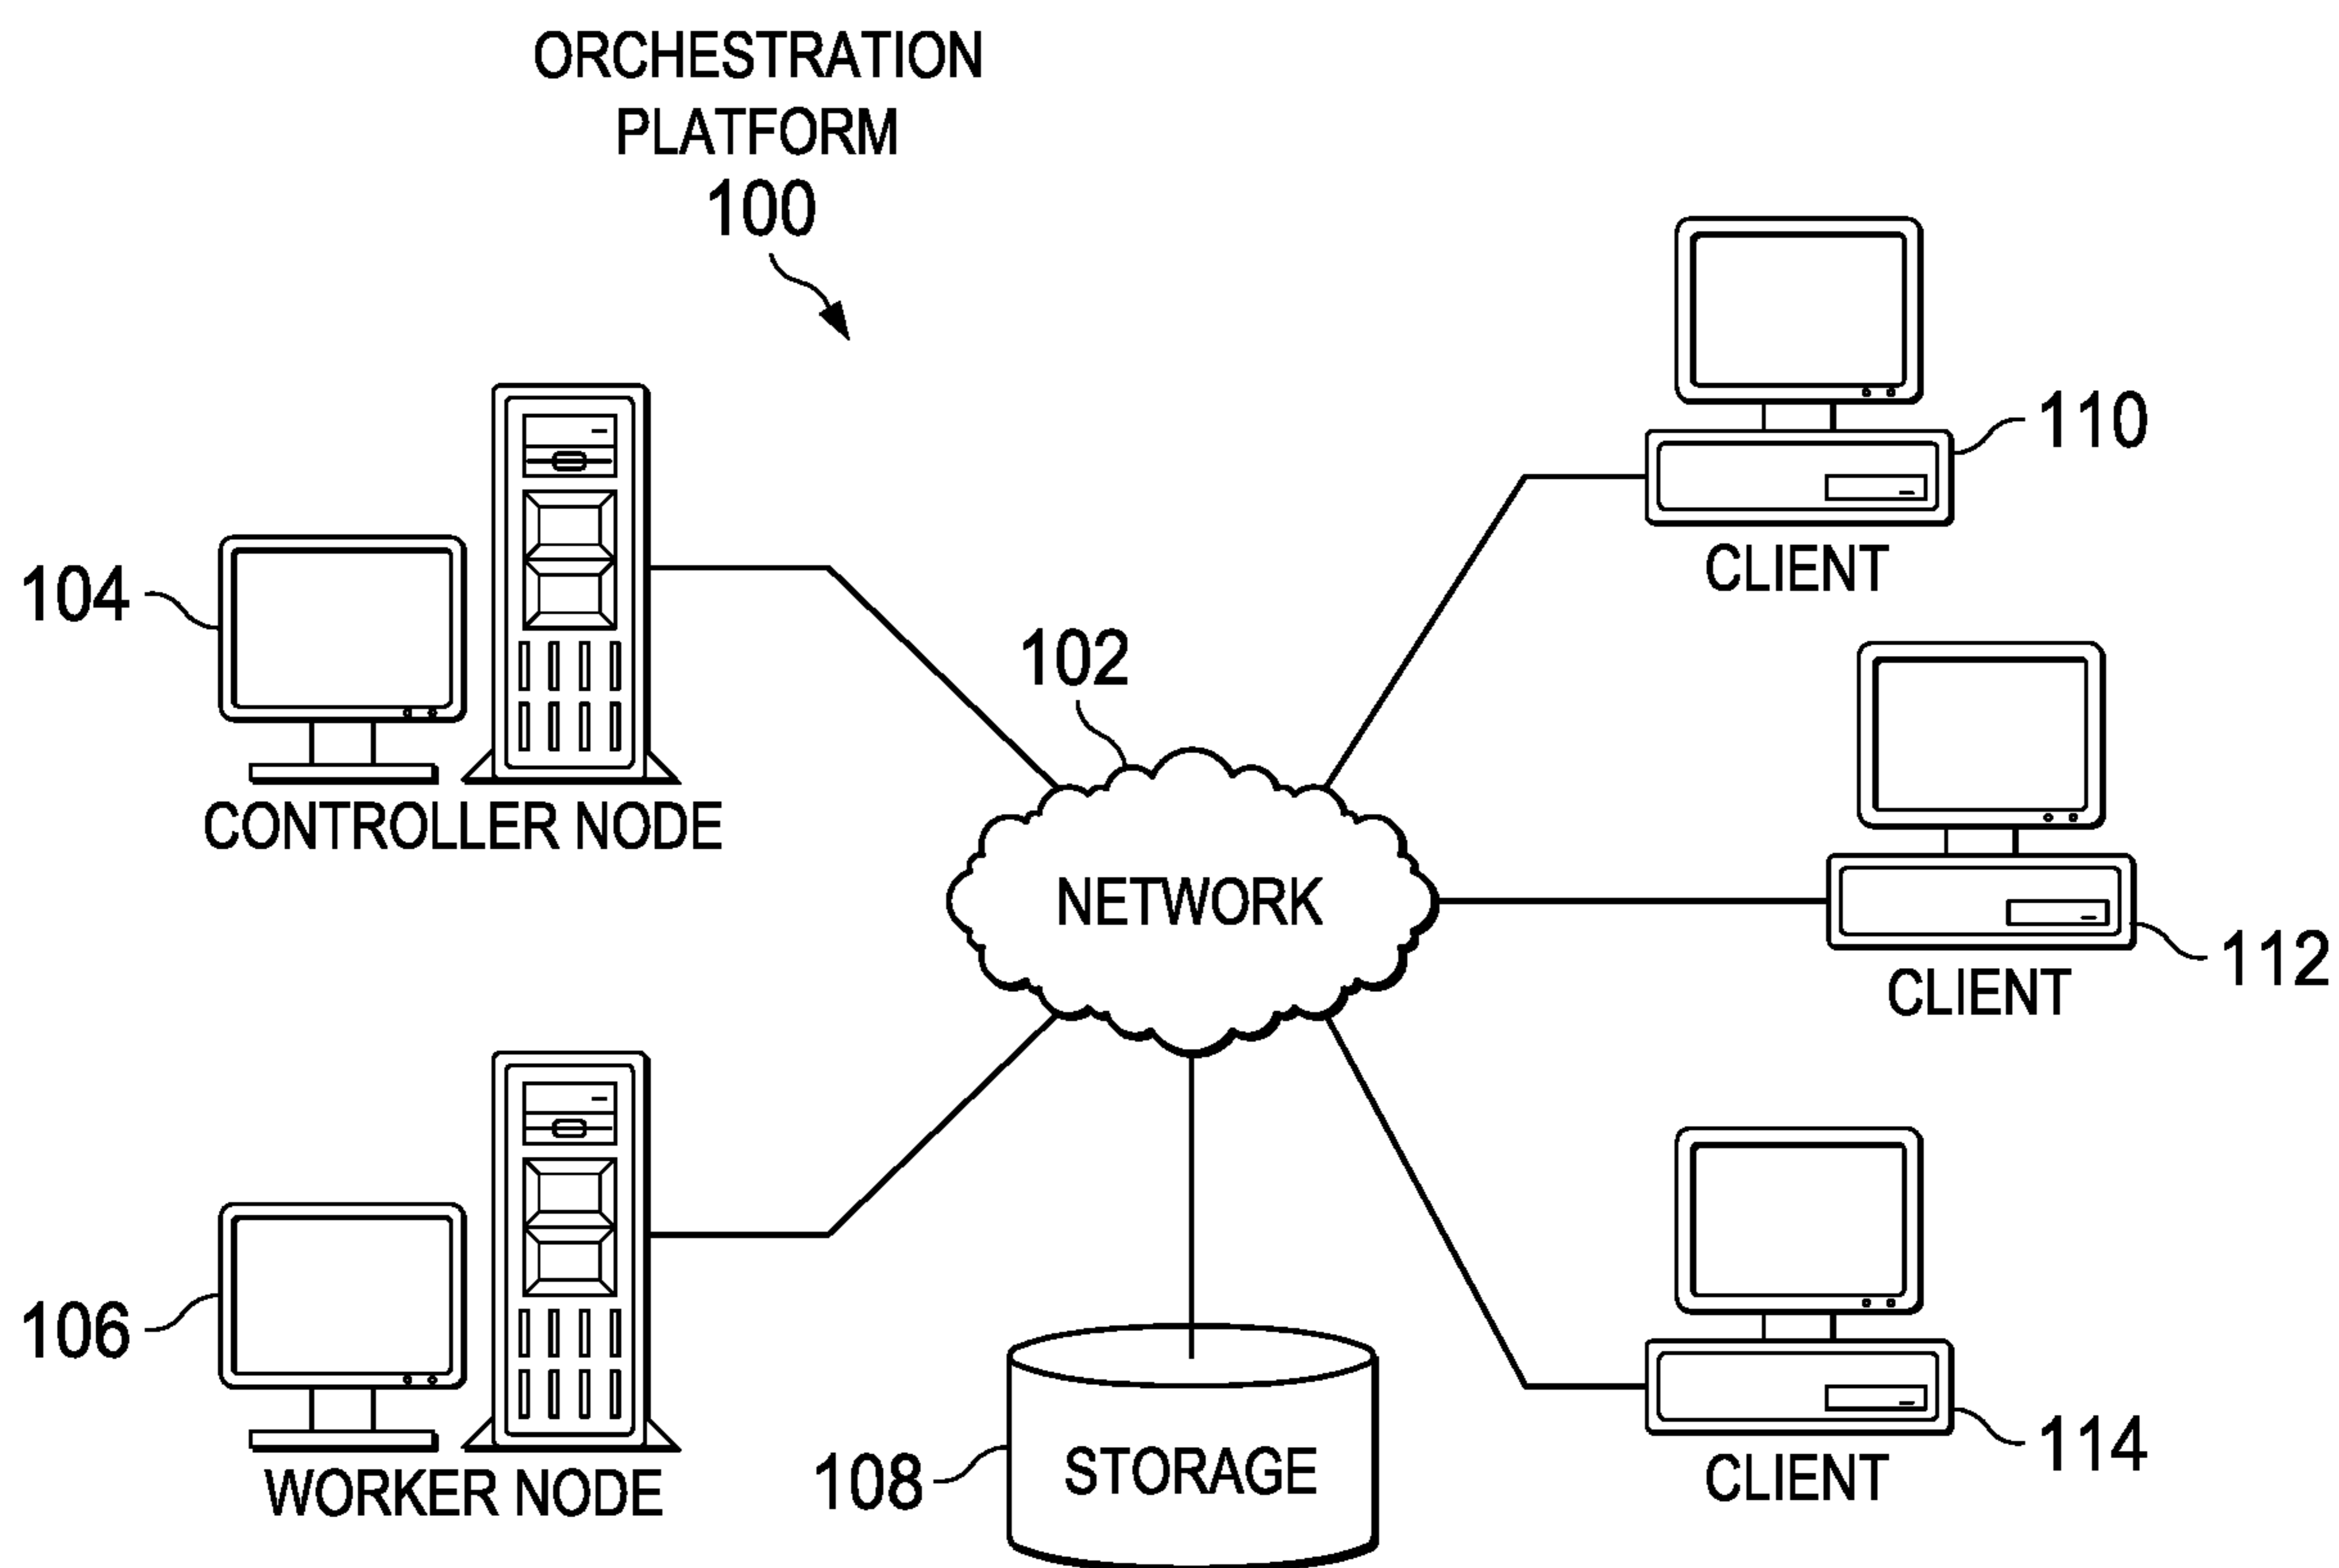 ORCHESTRATION
PLATFORM
100
110
CLIENT
104
CONTROLLER NODE
102
NETWORK
112
CLIENT
106
WORKER NODE
108
STORAGE
114
CLIENT